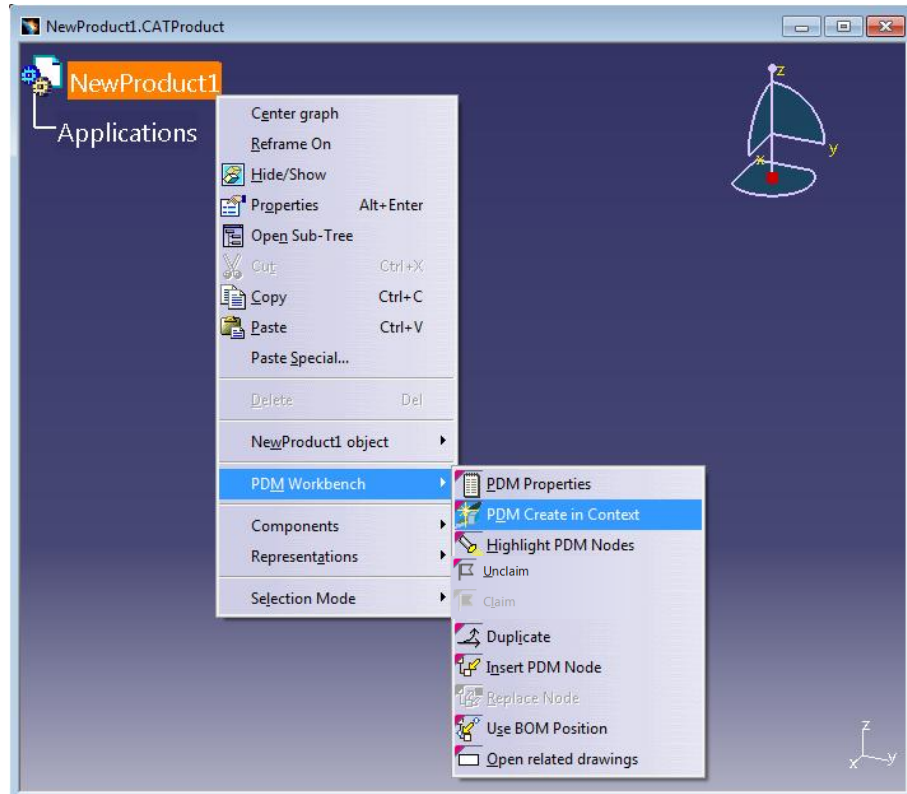 NewProduct1.CATProduct
NewProduct1
Applications
z
y
x
Center graph
Reframe On
Hide/Show
Properties Alt+Enter
Open Sub-Tree
Cut Ctrl+X
Copy Ctrl+C
Paste Ctrl+V
Paste Special...
Delete Del
NewProduct1 object
PDM Workbench
Components
Representations
Selection Mode
PDM Properties
PDM Create in Context
Highlight PDM Nodes
Unclaim
Claim
Duplicate
Insert PDM Node
Replace Node
Use BOM Position
Open related drawings
z
x y